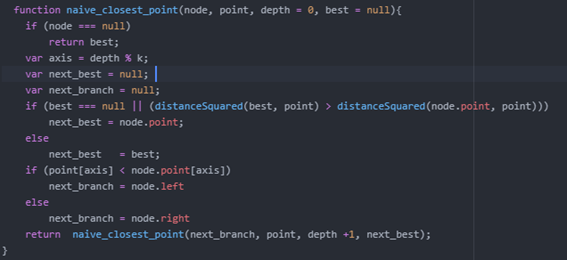 function naive_closest_point(node, point, depth = 0, best = null){
if (node === null)
return best;
var axis = depth % k;
var next_best = null;
var next_branch = null;
if (best === null || (distanceSquared(best, point) > distanceSquared(node.point, point)))
next_best = node.point;
else
next_best  = best;
if (point[axis] < node.point[axis])
next_branch = node.left
else
next_branch = node.right
return  naive_closest_point(next_branch, point, depth +1, next_best);
}